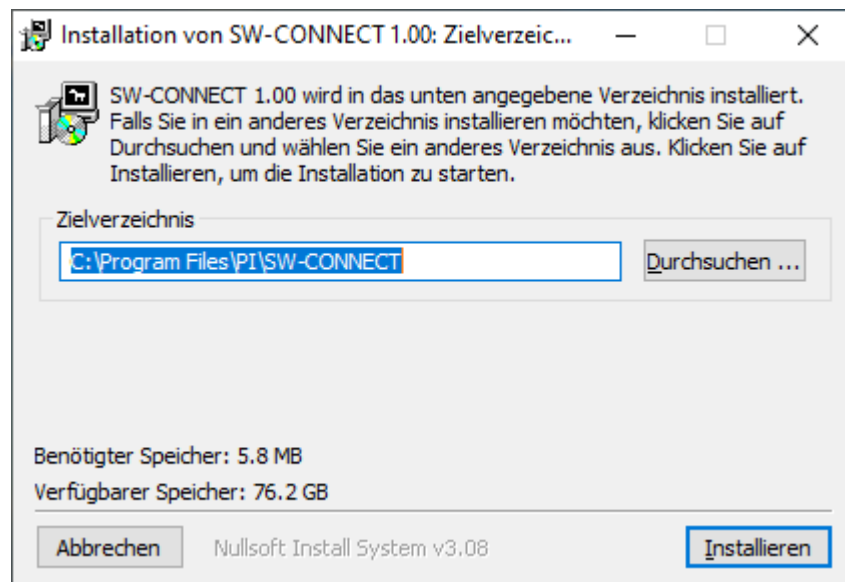 Installation von SW-CONNECT 1.00: Zielverzeic...
SW-CONNECT 1.00 wird in das unten angegebene Verzeichnis installiert.
Falls Sie in ein anderes Verzeichnis installieren möchten, klicken Sie auf
Durchsuchen und wählen Sie ein anderes Verzeichnis aus. Klicken Sie auf
Installieren, um die Installation zu starten.
Zielverzeichnis
C:\Program Files\PI\SW-CONNECT
Durchsuchen ...
Benötigter Speicher: 5.8 MB
Verfügbarer Speicher: 76.2 GB
Abbrechen
Nullsoft Install System v3.08
Installieren